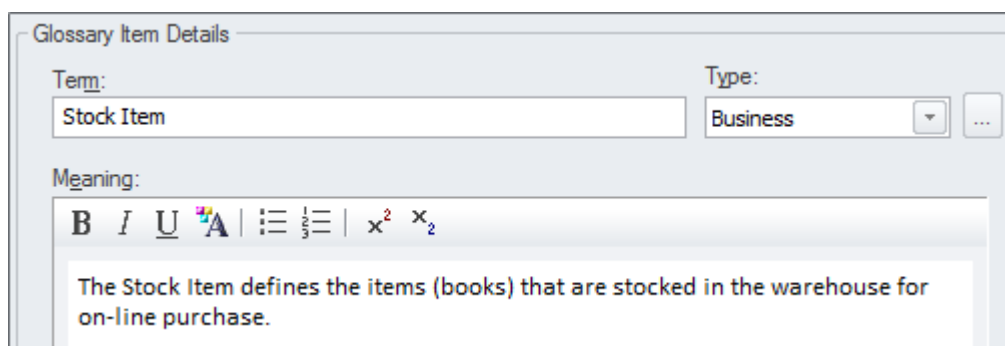 Glossary Item Details
Term:
Type:
Stock Item
Business
...
Meaning:
B I U A x² x₂
The Stock Item defines the items (books) that are stocked in the warehouse for
on-line purchase.